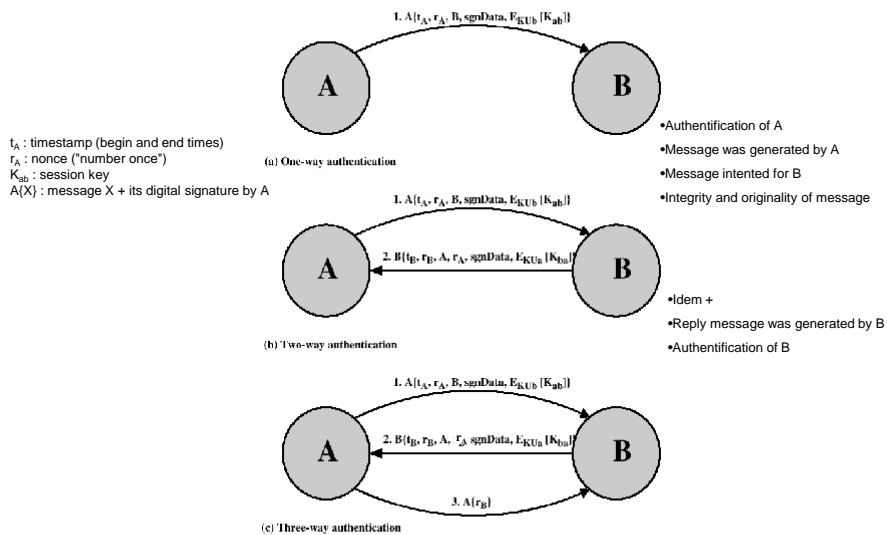 1. A{tA, rA, B, sgnData, EKUb [Kab]}
A
B
tA : timestamp (begin and end times)
rA : nonce ("number once")
Kab : session key
A{X} : message X + its digital signature by A
(a) One-way authentication
•Authentification of A
•Message was generated by A
•Message intented for B
•Integrity and originality of message
1. A{tA, rA, B, sgnData, EKUb [Kab]}
2. B{tB, rB, A, rA, sgnData, EKUa [Kba]}
A
B
(b) Two-way authentication
•Idem +
•Reply message was generated by B
•Authentification of B
1. A{tA, rA, B, sgnData, EKUb [Kab]}
2. B{tB, rB, A, rA, sgnData, EKUa [Kba]}
A
B
3. A{rB}
(c) Three-way authentication